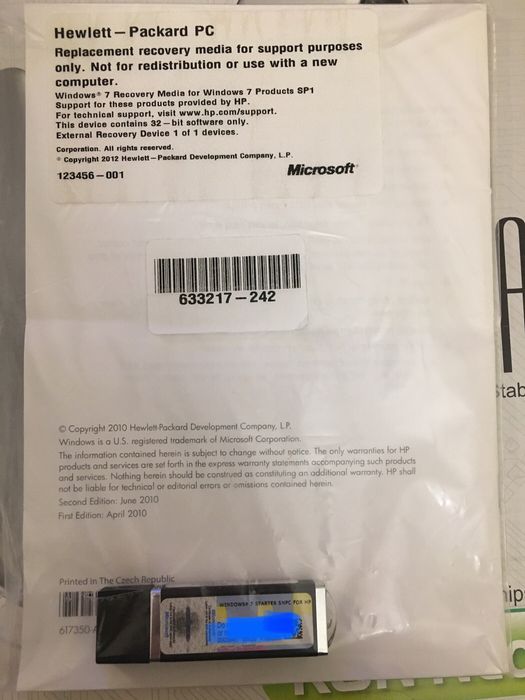 Hewlett-Packard PC
Replacement recovery media for support purposes
only. Not for redistribution or use with a new
computer.
Windows® 7 Recovery Media for Windows 7 Products SP1
Support for these products provided by HP.
For technical support, visit www.hp.com/support.
This device contains 32-bit software only.
External Recovery Device 1 of 1 devices.
Corporation. All rights reserved.
© Copyright 2012 Hewlett-Packard Development Company, L.P.
123456-001
Microsoft
633217-242
© Copyright 2010 Hewlett-Packard Development Company, L.P.
Windows is a U.S. registered trademark of Microsoft Corporation.
The information contained herein is subject to change without notice. The only warranties for HP
products and services are set forth in the express warranty statements accompanying such products
and services. Nothing herein should be construed as constituting an additional warranty. HP shall
not be liable for technical or editorial errors or omissions contained herein.
Second Edition: June 2010
First Edition: April 2010
Printed in The Czech Republic
617350-
WINDOWS® 7 STARTER SNPC FOR HP